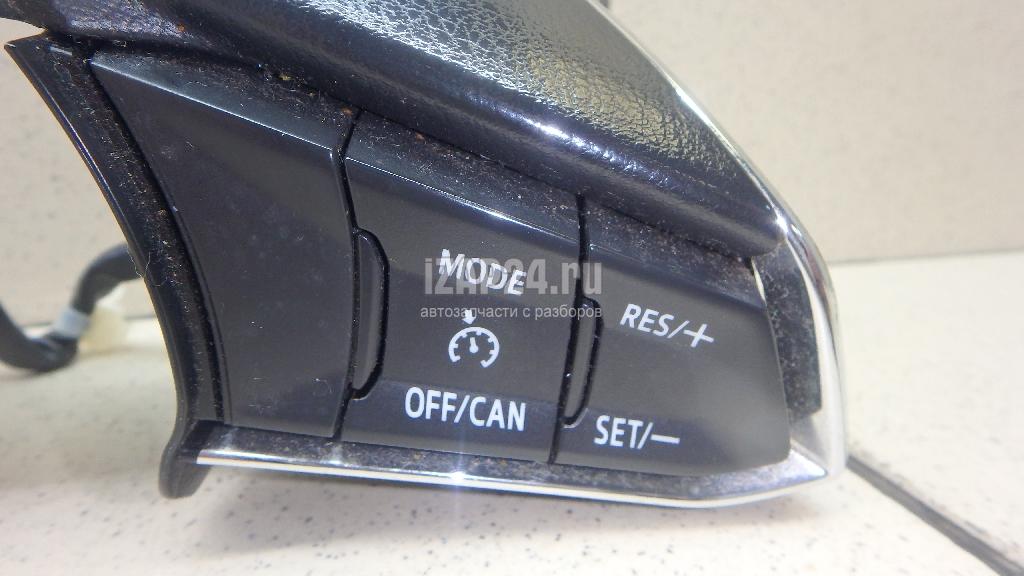 MODE
iZAP24.ru
автозапчасти с разборов
RES/+
OFF/CAN
SET/−